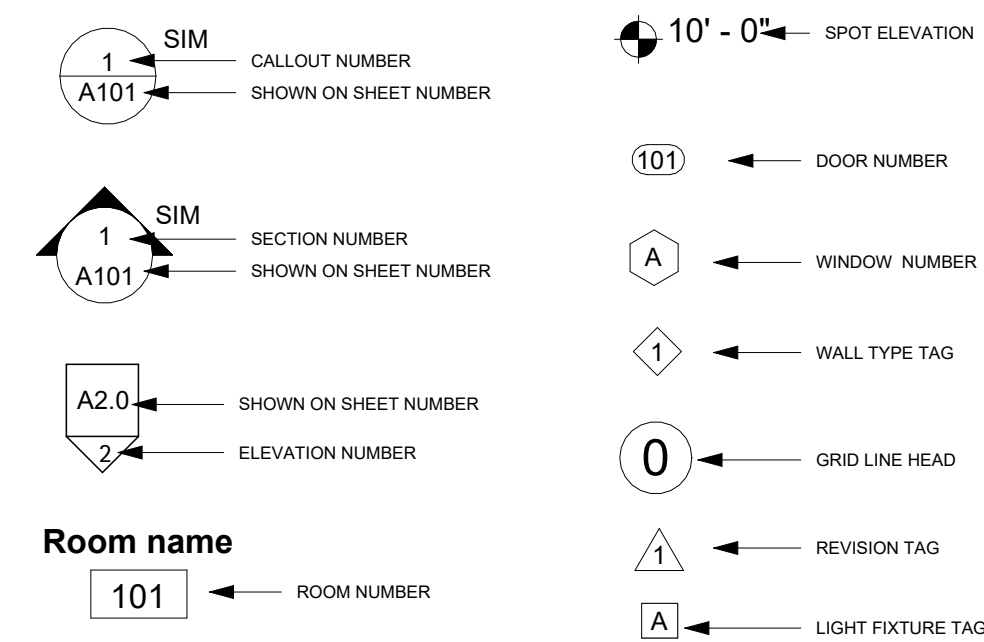 SIM
1
CALLOUT NUMBER
A101
SHOWN ON SHEET NUMBER
SIM
1
SECTION NUMBER
A101
SHOWN ON SHEET NUMBER
A2.0
SHOWN ON SHEET NUMBER
2
ELEVATION NUMBER
Room name
101
ROOM NUMBER
10' - 0"
SPOT ELEVATION
101
DOOR NUMBER
A
WINDOW NUMBER
1
WALL TYPE TAG
0
GRID LINE HEAD
1
REVISION TAG
A
LIGHT FIXTURE TAG